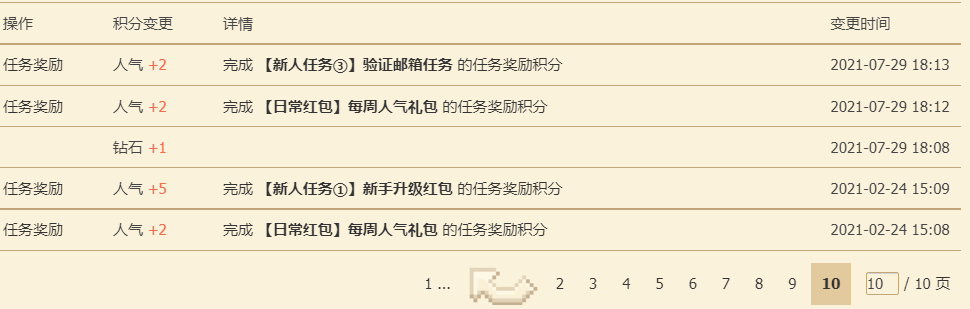 操作 积分变更 详情 变更时间
任务奖励 人气 +2 完成 【新人任务③】验证邮箱任务 的任务奖励积分 2021-07-29 18:13
任务奖励 人气 +2 完成 【日常红包】每周人气礼包 的任务奖励积分 2021-07-29 18:12
钻石 +1 2021-07-29 18:08
任务奖励 人气 +5 完成 【新人任务①】新手升级红包 的任务奖励积分 2021-02-24 15:09
任务奖励 人气 +2 完成 【日常红包】每周人气礼包 的任务奖励积分 2021-02-24 15:08
1 ... 2 3 4 5 6 7 8 9 10 10 / 10 页